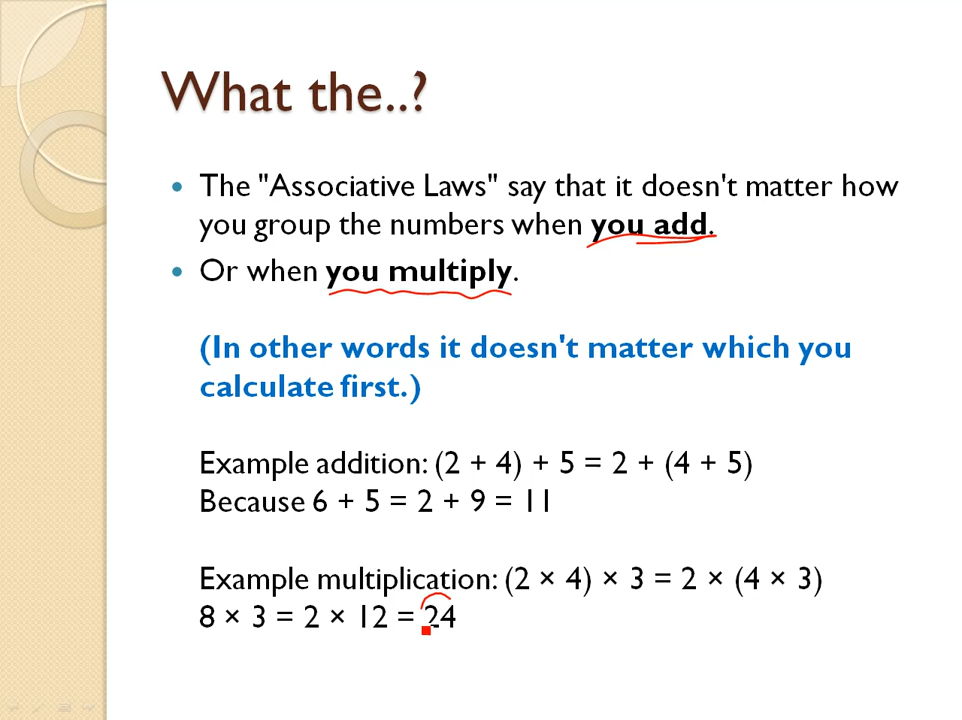 What the..?
The "Associative Laws" say that it doesn't matter how
you group the numbers when you add.
Or when you multiply.
(In other words it doesn't matter which you
calculate first.)
Example addition: (2 + 4) + 5 = 2 + (4 + 5)
Because 6 + 5 = 2 + 9 = 11
Example multiplication: (2 × 4) × 3 = 2 × (4 × 3)
8 × 3 = 2 × 12 = 24